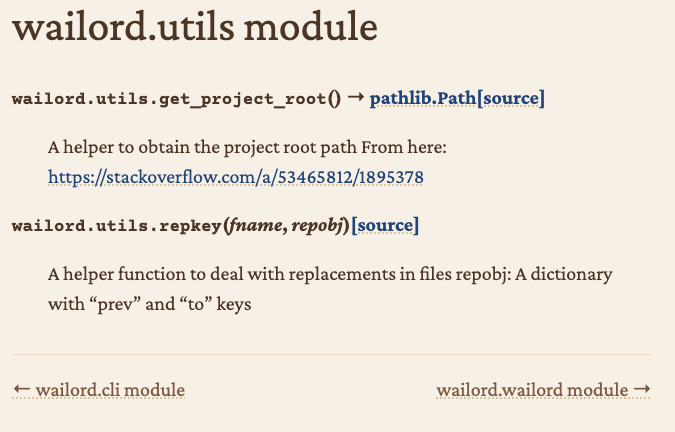 wailord.utils module
wailord.utils.get_project_root() → pathlib.Path[source]
A helper to obtain the project root path From here:
https://stackoverflow.com/a/53465812/1895378
wailord.utils.repkey(fname, repobj)[source]
A helper function to deal with replacements in files repobj: A dictionary
with “prev” and “to” keys
← wailord.cli module
wailord.wailord module →